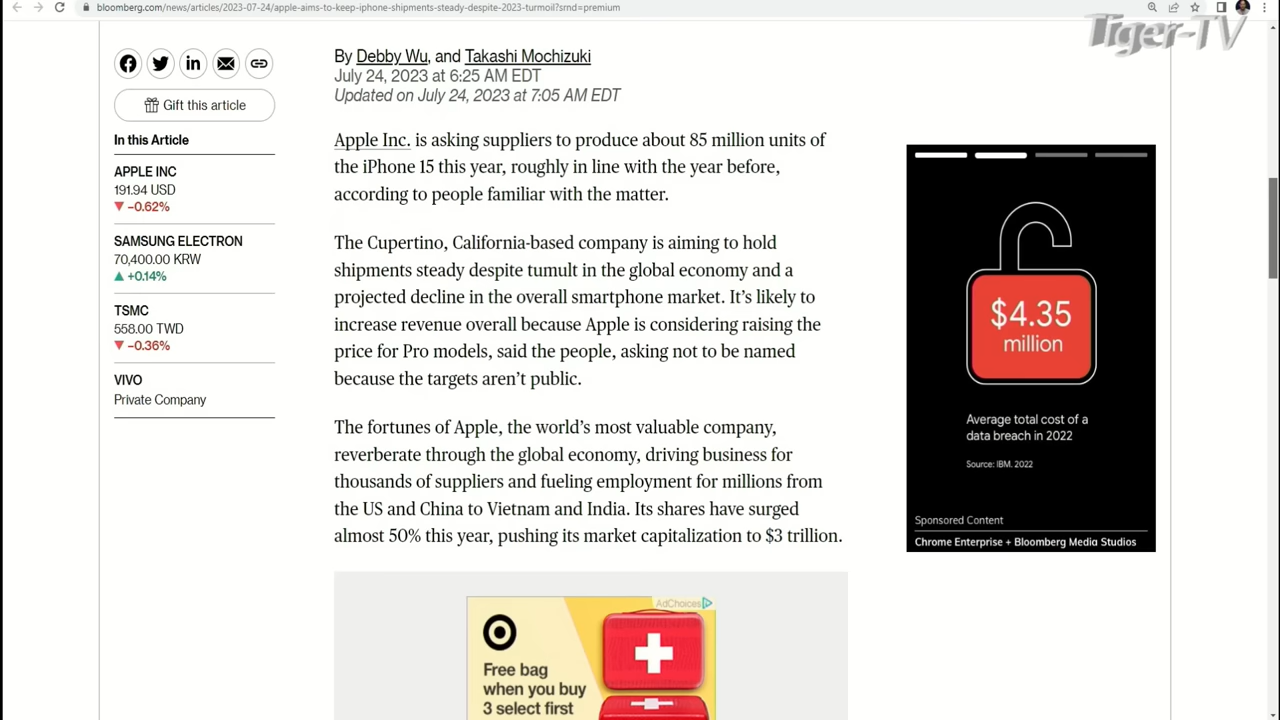 bloomberg.com/news/articles/2023-07-24/apple-aims-to-keep-iphone-shipments-steady-despite-2023-turmoil?srnd=premium
Tiger-TV
Gift this article
In this Article
APPLE INC
191.94 USD
▼ -0.62%
SAMSUNG ELECTRON
70,400.00 KRW
▲ +0.14%
TSMC
558.00 TWD
▼ -0.36%
VIVO
Private Company
By Debby Wu, and Takashi Mochizuki
July 24, 2023 at 6:25 AM EDT
Updated on July 24, 2023 at 7:05 AM EDT
Apple Inc. is asking suppliers to produce about 85 million units of
the iPhone 15 this year, roughly in line with the year before,
according to people familiar with the matter.
The Cupertino, California-based company is aiming to hold
shipments steady despite tumult in the global economy and a
projected decline in the overall smartphone market. It's likely to
increase revenue overall because Apple is considering raising the
price for Pro models, said the people, asking not to be named
because the targets aren't public.
The fortunes of Apple, the world's most valuable company,
reverberate through the global economy, driving business for
thousands of suppliers and fueling employment for millions from
the US and China to Vietnam and India. Its shares have surged
almost 50% this year, pushing its market capitalization to $3 trillion.
$4.35
million
Average total cost of a
data breach in 2022
Source: IBM. 2022
Sponsored Content
Chrome Enterprise + Bloomberg Media Studios
AdChoices
Free bag
when you buy
3 select first